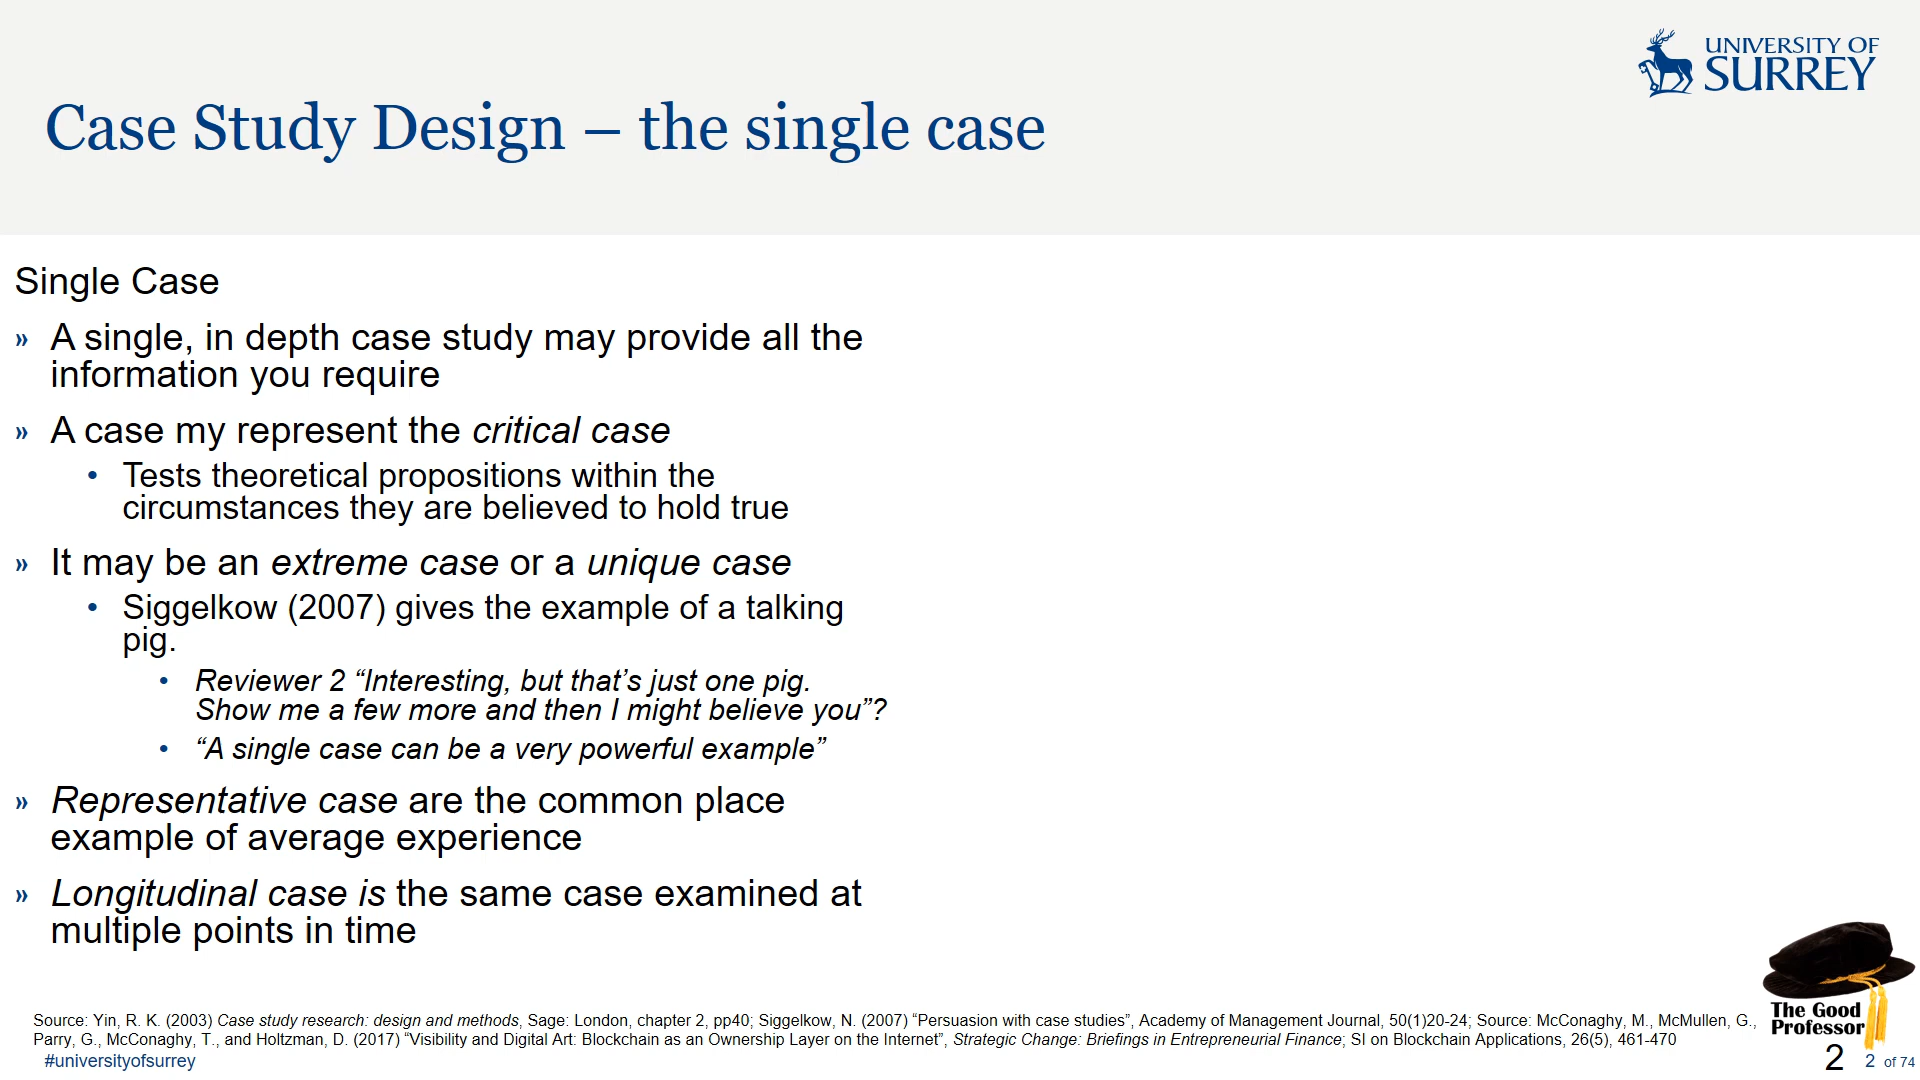 UNIVERSITY OF
SURREY
Case Study Design – the single case
Single Case
» A single, in depth case study may provide all the
information you require
» A case my represent the critical case
• Tests theoretical propositions within the
circumstances they are believed to hold true
» It may be an extreme case or a unique case
• Siggelkow (2007) gives the example of a talking
pig.
• Reviewer 2 “Interesting, but that’s just one pig.
Show me a few more and then I might believe you”?
• “A single case can be a very powerful example”
» Representative case are the common place
example of average experience
» Longitudinal case is the same case examined at
multiple points in time
Source: Yin, R. K. (2003) Case study research: design and methods, Sage: London, chapter 2, pp40; Siggelkow, N. (2007) “Persuasion with case studies”, Academy of Management Journal, 50(1)20-24; Source: McConaghy, M., McMullen, G.,
Parry, G., McConaghy, T., and Holtzman, D. (2017) “Visibility and Digital Art: Blockchain as an Ownership Layer on the Internet”, Strategic Change: Briefings in Entrepreneurial Finance; SI on Blockchain Applications, 26(5), 461-470
The Good
Professor
#universityofsurrey
2 2 of 74